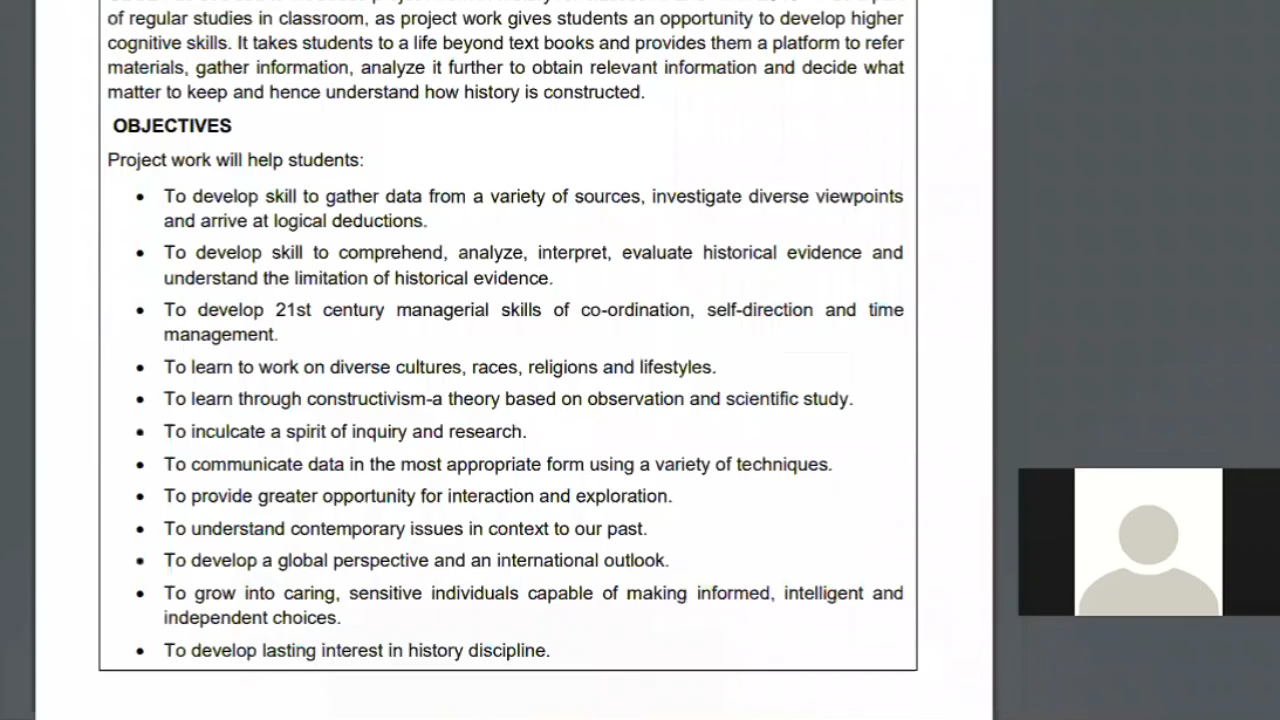 of regular studies in classroom, as project work gives students an opportunity to develop higher
cognitive skills. It takes students to a life beyond text books and provides them a platform to refer
materials, gather information, analyze it further to obtain relevant information and decide what
matter to keep and hence understand how history is constructed.
OBJECTIVES
Project work will help students:
• To develop skill to gather data from a variety of sources, investigate diverse viewpoints
and arrive at logical deductions.
• To develop skill to comprehend, analyze, interpret, evaluate historical evidence and
understand the limitation of historical evidence.
• To develop 21st century managerial skills of co-ordination, self-direction and time
management.
• To learn to work on diverse cultures, races, religions and lifestyles.
• To learn through constructivism-a theory based on observation and scientific study.
• To inculcate a spirit of inquiry and research.
• To communicate data in the most appropriate form using a variety of techniques.
• To provide greater opportunity for interaction and exploration.
• To understand contemporary issues in context to our past.
• To develop a global perspective and an international outlook.
• To grow into caring, sensitive individuals capable of making informed, intelligent and
independent choices.
• To develop lasting interest in history discipline.